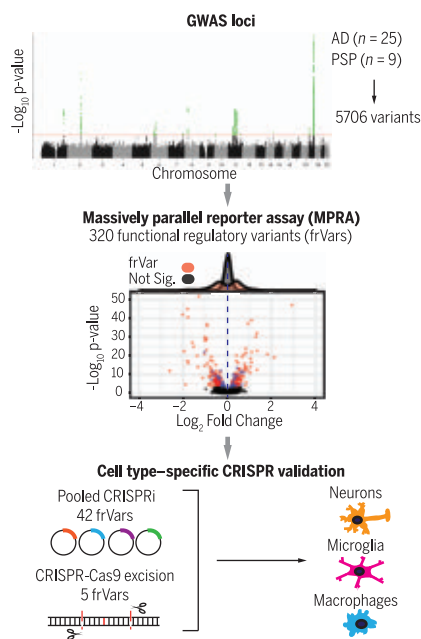 GWAS loci
AD (n = 25)
PSP (n = 9)
5706 variants
-Log10 p-value
Chromosome
Massively parallel reporter assay (MPRA)
320 functional regulatory variants (frVars)
frVar
Not Sig.
50
40
30
20
10
0
-Log10 p-value
−4 −2 0 2 4
Log2 Fold Change
Cell type–specific CRISPR validation
Pooled CRISPRi
42 frVars
CRISPR-Cas9 excision
5 frVars
Neurons
Microglia
Macrophages